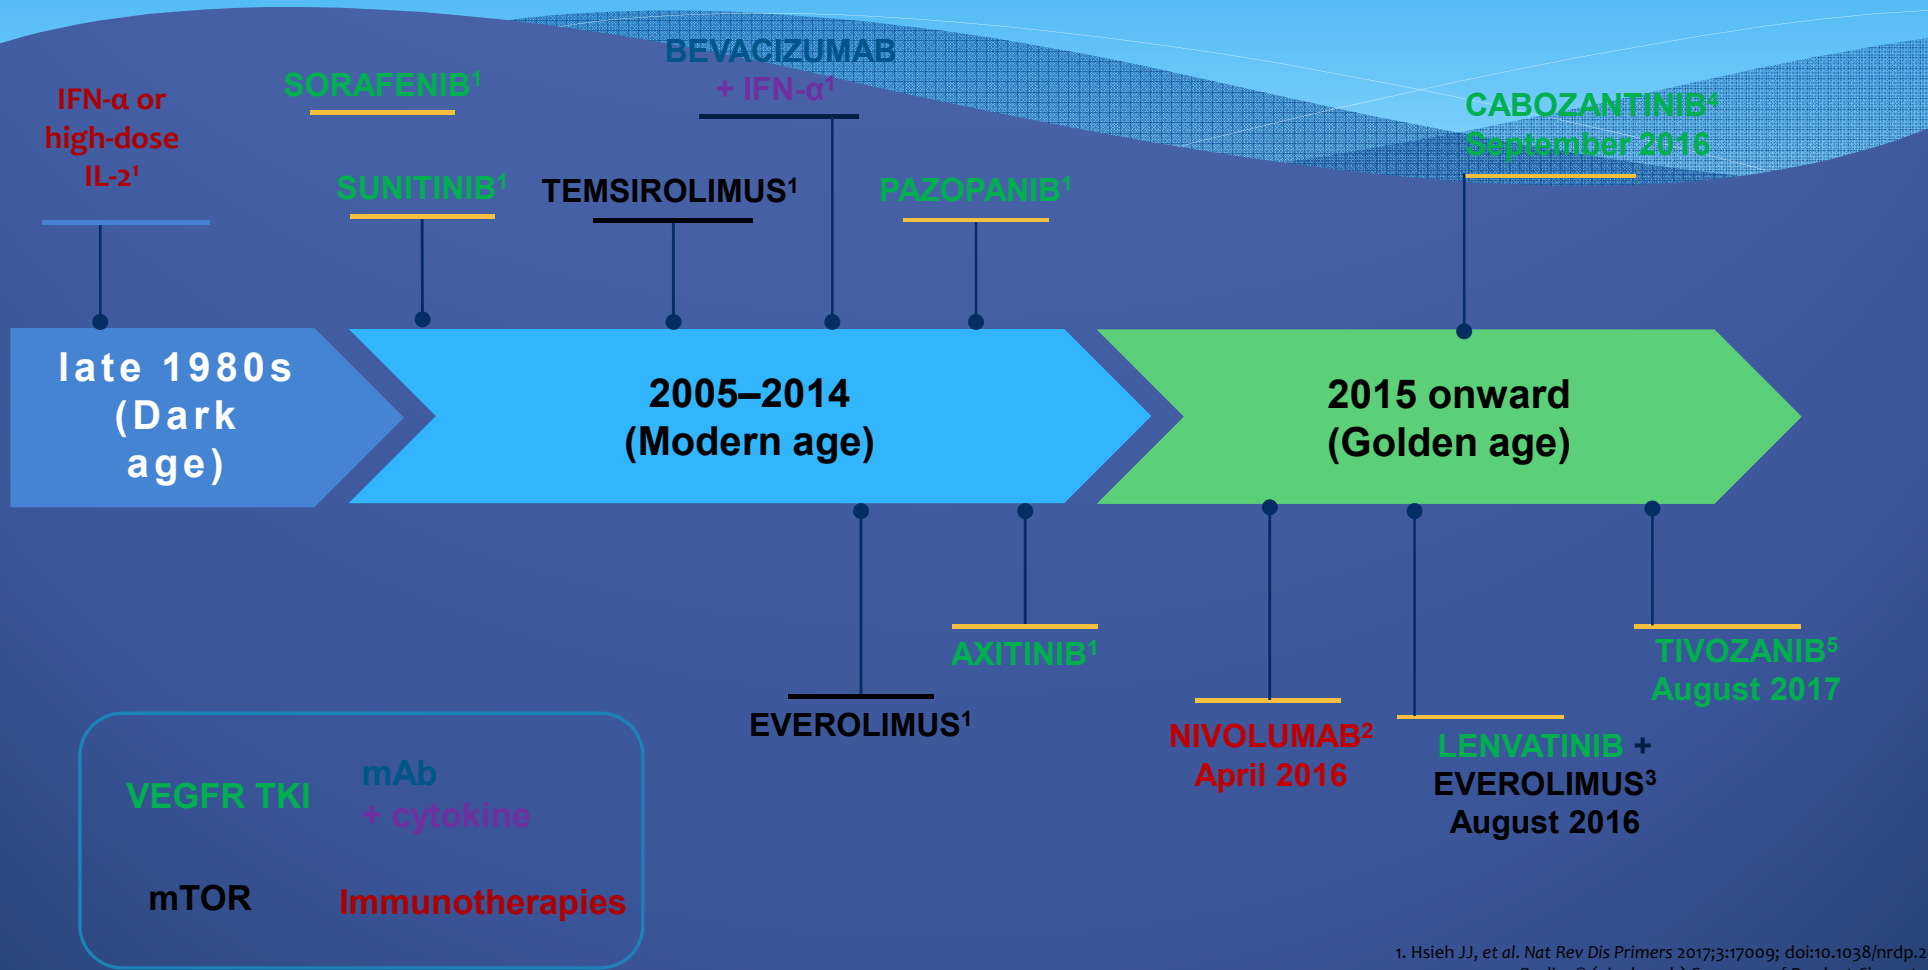 IFN-α or
high-dose
IL-2¹
SORAFENIB¹
SUNITINIB¹
TEMSIROLIMUS¹
BEVACIZUMAB
+ IFN-α¹
PAZOPANIB¹
CABOZANTINIB⁴
September 2016
late 1980s
(Dark
age)
2005–2014
(Modern age)
2015 onward
(Golden age)
EVEROLIMUS¹
AXITINIB¹
NIVOLUMAB²
April 2016
LENVATINIB +
EVEROLIMUS³
August 2016
TIVOZANIB⁵
August 2017
VEGFR TKI
mAb
+ cytokine
mTOR
Immunotherapies
1. Hsieh JJ, et al. Nat Rev Dis Primers 2017;3:17009; doi:10.1038/nrdp.2